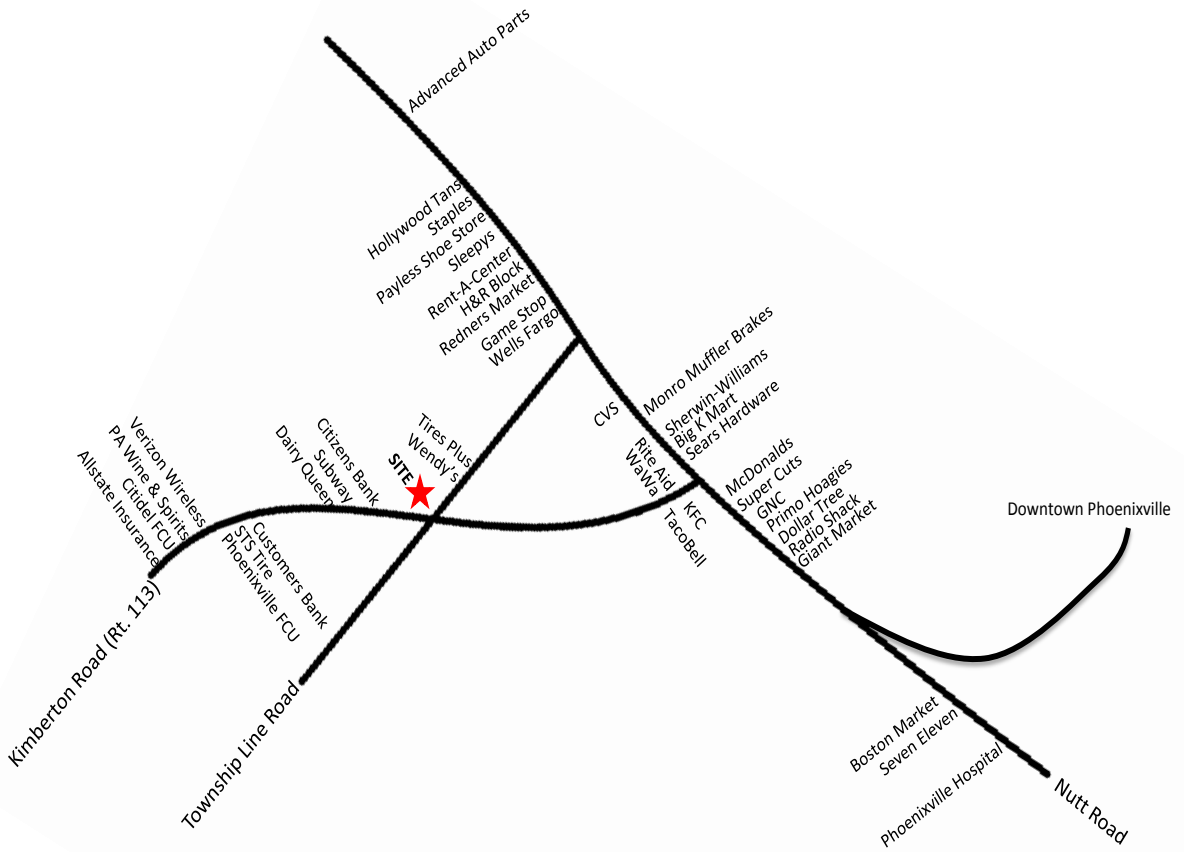 Advanced Auto Parts
Hollywood Tans
Staples
Payless Shoe Store
Sleepys
Rent-A-Center
H&R Block
Redners Market
Game Stop
Wells Fargo
Monro Muffler Brakes
Sherwin-Williams
Big K Mart
Sears Hardware
CVS
Rite Aid
WaWa
KFC
TacoBell
McDonalds
Super Cuts
GNC
Primo Hoagies
Dollar Tree
Radio Shack
Giant Market
Downtown Phoenixville
Tires Plus
Wendy's
SITE
Citizens Bank
Subway
Dairy Queen
Verizon Wireless
PA Wine & Spirits
Citidel FCU
Allstate Insurance
Customers Bank
STS Tire
Phoenixville FCU
Kimberton Road (Rt. 113)
Township Line Road
Boston Market
Seven Eleven
Phoenixville Hospital
Nutt Road